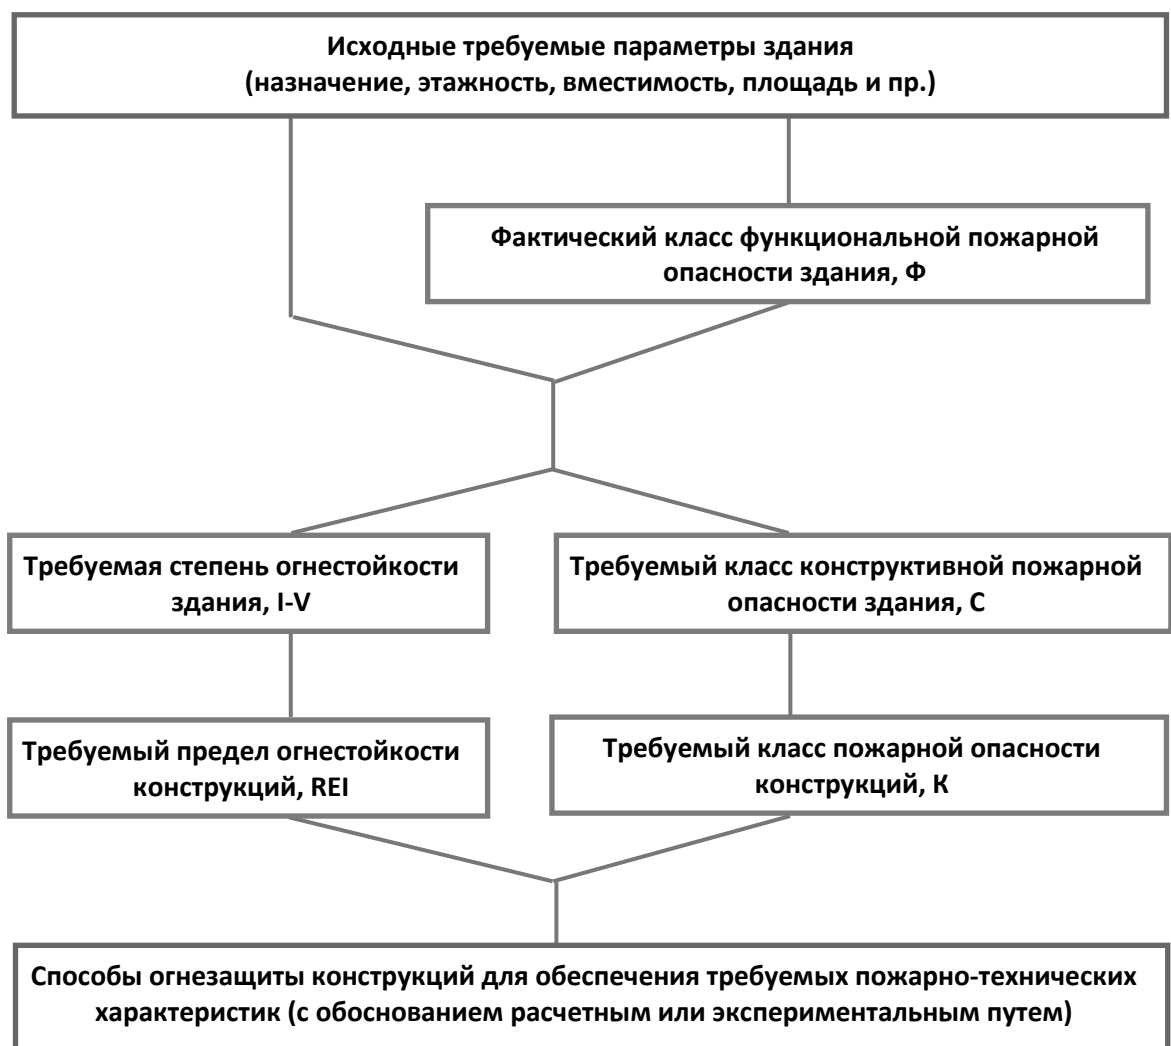 Исходные требуемые параметры здания
(назначение, этажность, вместимость, площадь и пр.)
Фактический класс функциональной пожарной
опасности здания, Ф
Требуемая степень огнестойкости
здания, I-V
Требуемый класс конструктивной пожарной
опасности здания, С
Требуемый предел огнестойкости
конструкций, REI
Требуемый класс пожарной опасности
конструкций, К
Способы огнезащиты конструкций для обеспечения требуемых пожарно-технических
характеристик (с обоснованием расчетным или экспериментальным путем)